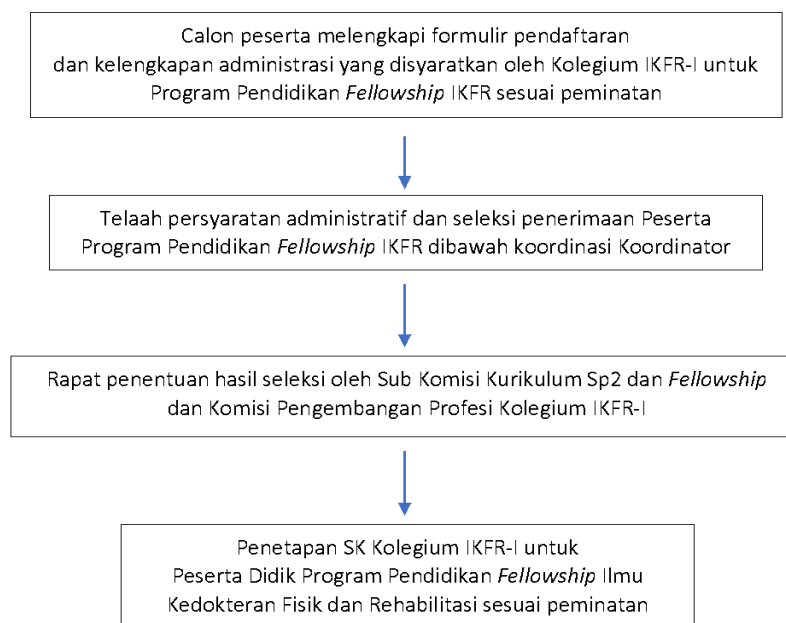 Calon peserta melengkapi formulir pendaftaran
dan kelengkapan administrasi yang disyaratkan oleh Kolegium IKFR-I untuk
Program Pendidikan Fellowship IKFR sesuai peminatan
Telaah persyaratan administratif dan seleksi penerimaan Peserta
Program Pendidikan Fellowship IKFR dibawah koordinasi Koordinator
Rapat penentuan hasil seleksi oleh Sub Komisi Kurikulum Sp2 dan Fellowship
dan Komisi Pengembangan Profesi Kolegium IKFR-I
Penetapan SK Kolegium IKFR-I untuk
Peserta Didik Program Pendidikan Fellowship Ilmu
Kedokteran Fisik dan Rehabilitasi sesuai peminatan